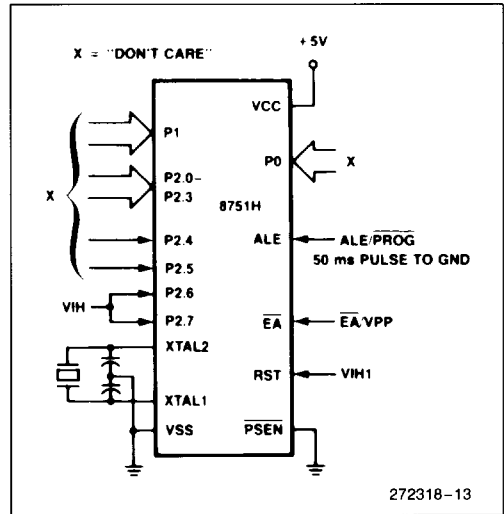 X = "DON'T CARE"
+ 5V
VCC
P1
P0
X
X
P2.0–
P2.3
8751H
P2.4
ALE
ALE/PROG
50 ms PULSE TO GND
P2.5
P2.6
VIH
P2.7
EA
EA/VPP
XTAL2
RST
VIH1
XTAL1
VSS
PSEN
272318–13